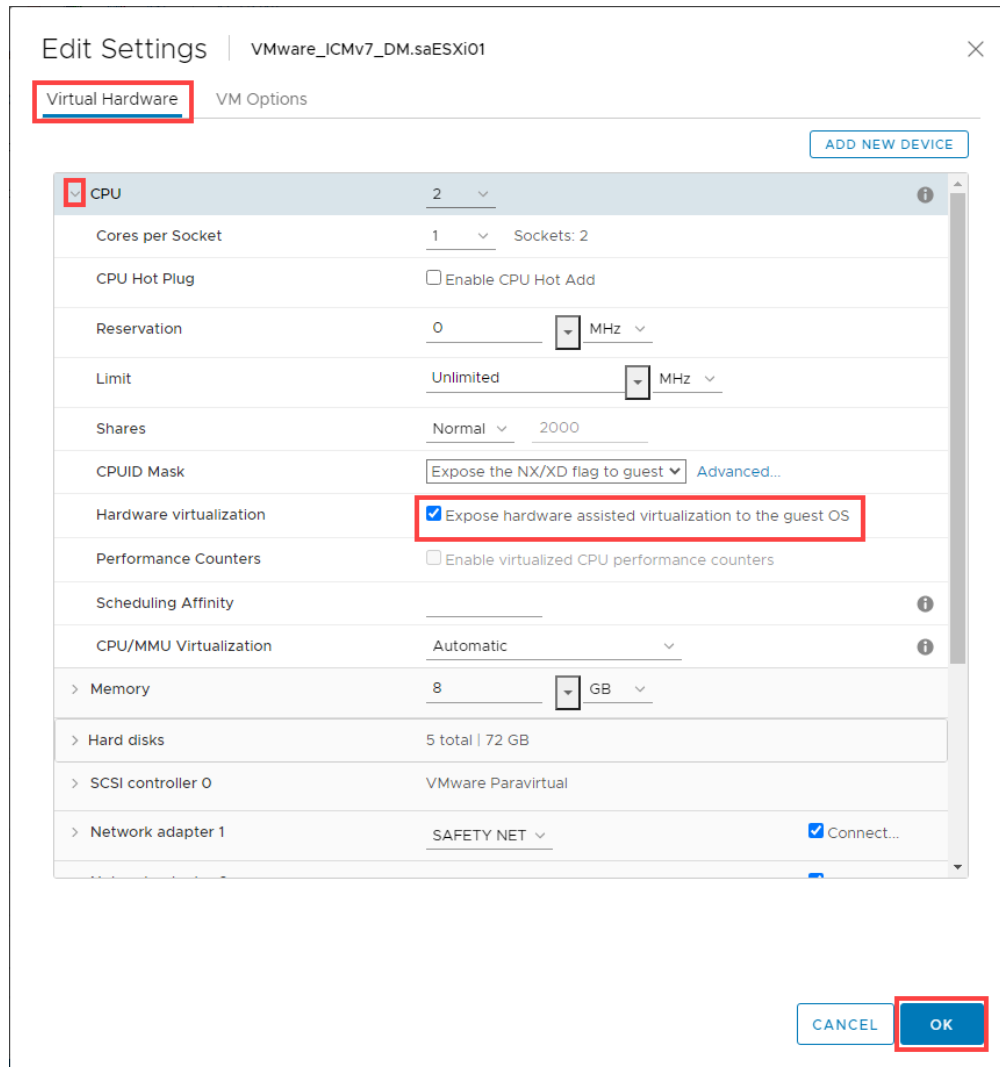 Edit Settings VMware_ICMv7_DM.saESXi01
Virtual Hardware VM Options
ADD NEW DEVICE
CPU 2
Cores per Socket 1 Sockets: 2
CPU Hot Plug Enable CPU Hot Add
Reservation 0 MHz
Limit Unlimited MHz
Shares Normal 2000
CPUID Mask Expose the NX/XD flag to guest Advanced...
Hardware virtualization Expose hardware assisted virtualization to the guest OS
Performance Counters Enable virtualized CPU performance counters
Scheduling Affinity
CPU/MMU Virtualization Automatic
Memory 8 GB
Hard disks 5 total | 72 GB
SCSI controller 0 VMware Paravirtual
Network adapter 1 SAFETY NET Connect...
CANCEL OK